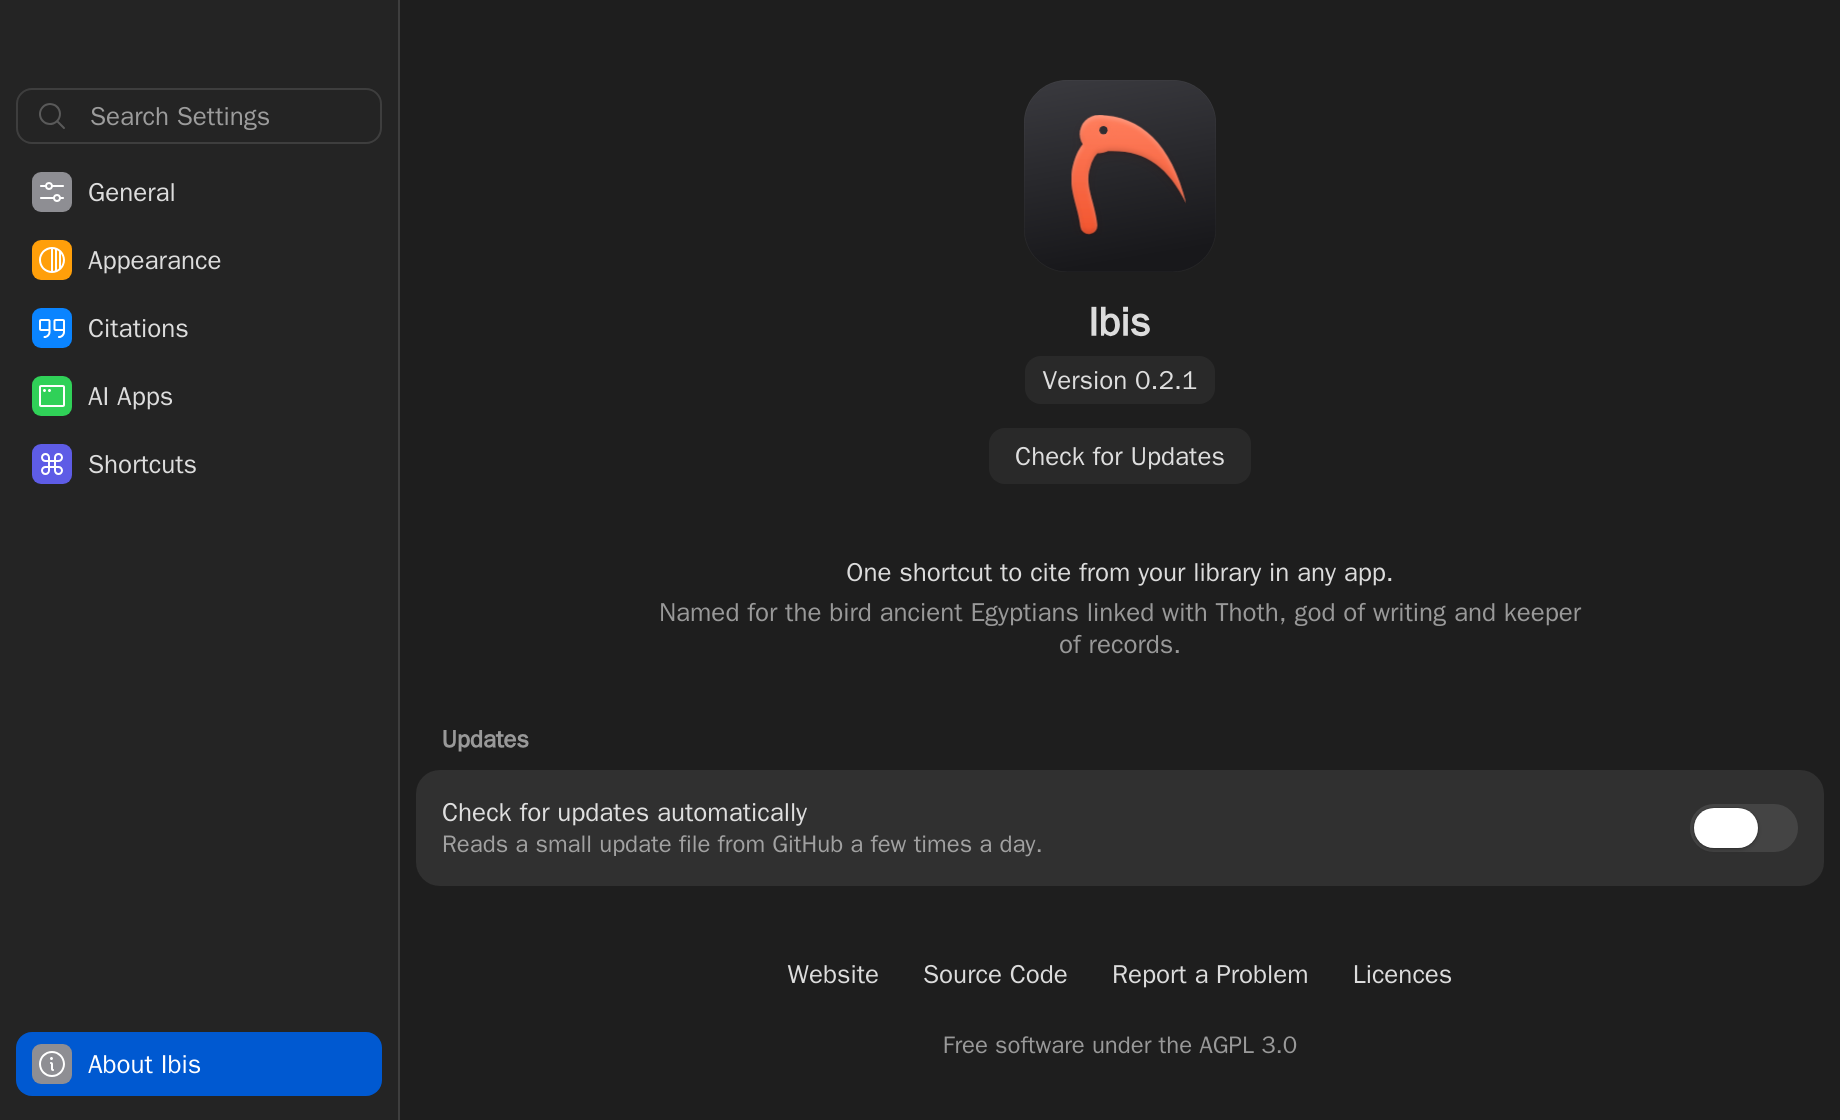 Search Settings
General
Appearance
Citations
AI Apps
Shortcuts
About Ibis
Ibis
Version 0.2.1
Check for Updates
One shortcut to cite from your library in any app.
Named for the bird ancient Egyptians linked with Thoth, god of writing and keeper
of records.
Updates
Check for updates automatically
Reads a small update file from GitHub a few times a day.
Website Source Code Report a Problem Licences
Free software under the AGPL 3.0